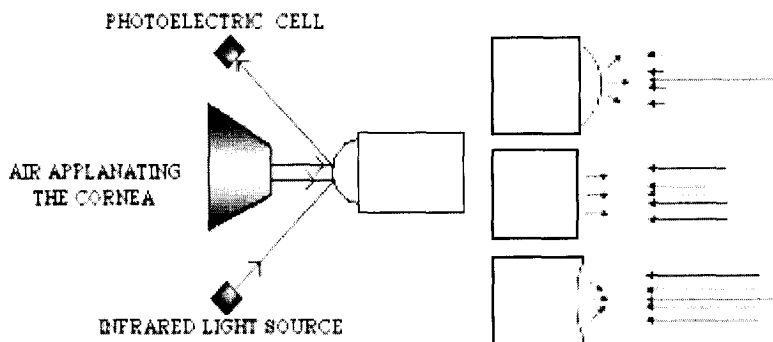 PHOTOELECTRIC CELL
AIR APPLANATING
THE CORNEA
INFRARED LIGHT SOURCE